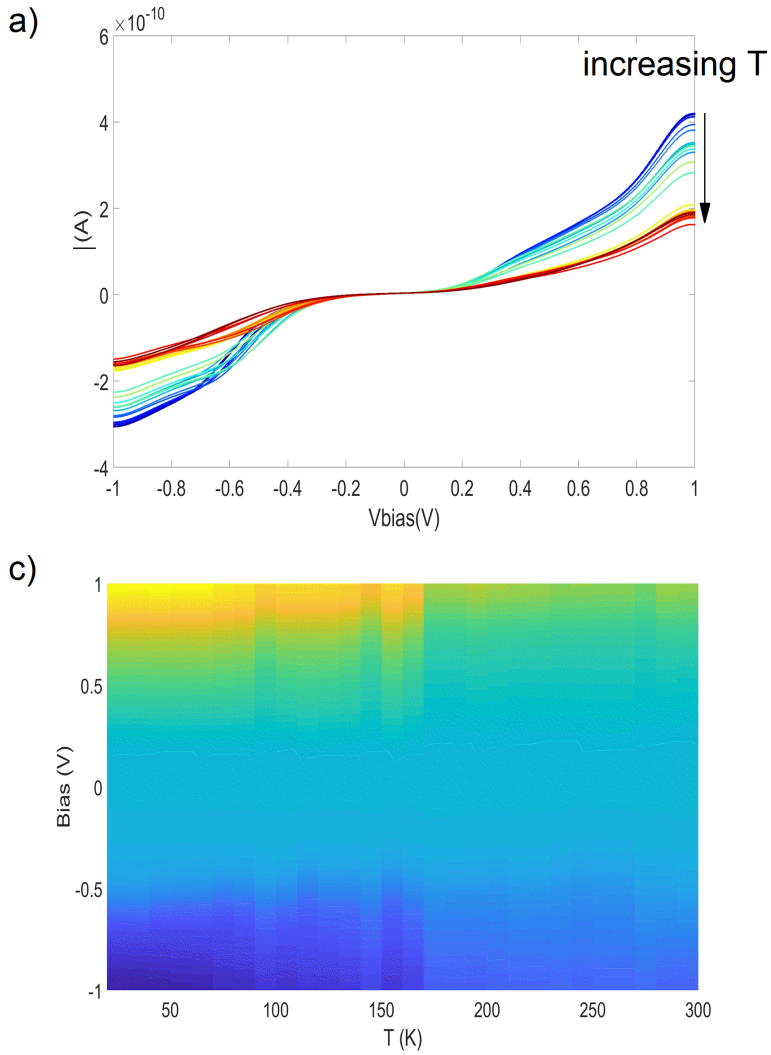 a)
×10⁻¹⁰
6
increasing T
4
2
0
-2
-4
I(A)
-1 -0.8 -0.6 -0.4 -0.2 0 0.2 0.4 0.6 0.8 1
Vbias(V)
c)
1
0.5
0
-0.5
-1
Bias (V)
50 100 150 200 250 300
T (K)